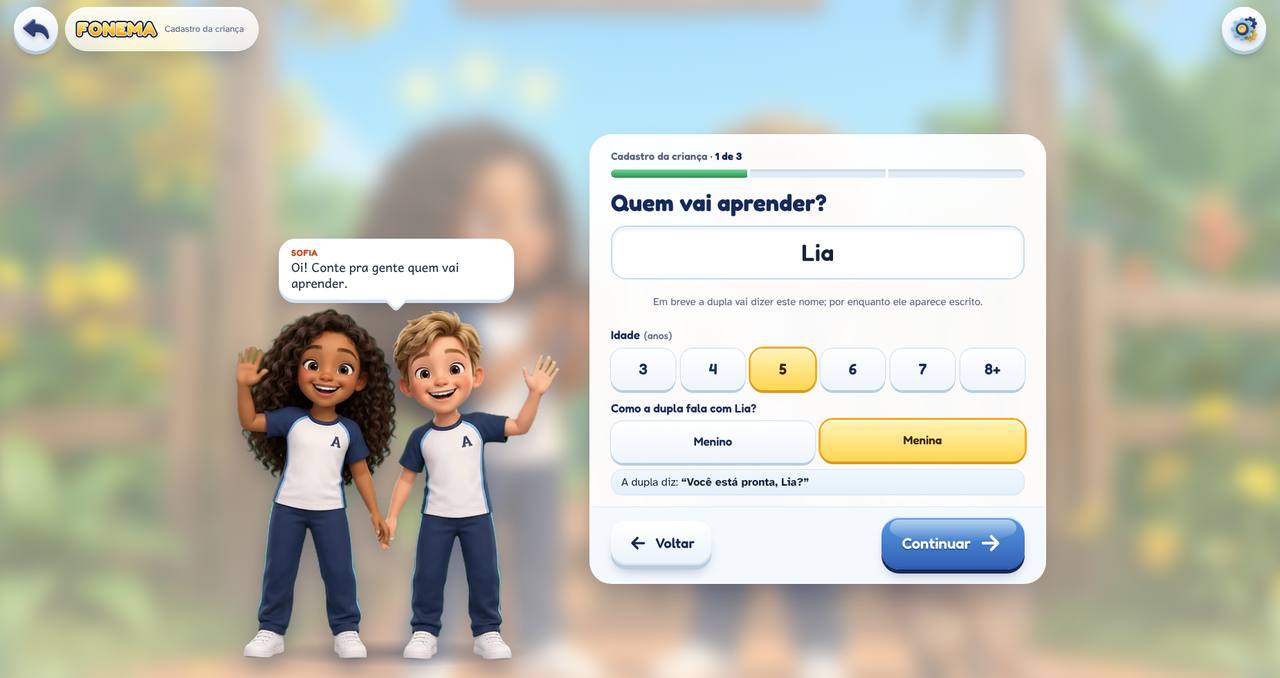 FONEMA Cadastro da criança
Cadastro da criança · 1 de 3
Quem vai aprender?
Lia
Em breve a dupla vai dizer este nome; por enquanto ele aparece escrito.
Idade (anos)
3 4 5 6 7 8+
Como a dupla fala com Lia?
Menino Menina
A dupla diz: “Você está pronta, Lia?”
Voltar Continuar
SOFIA
Oi! Conte pra gente quem vai
aprender.
A A